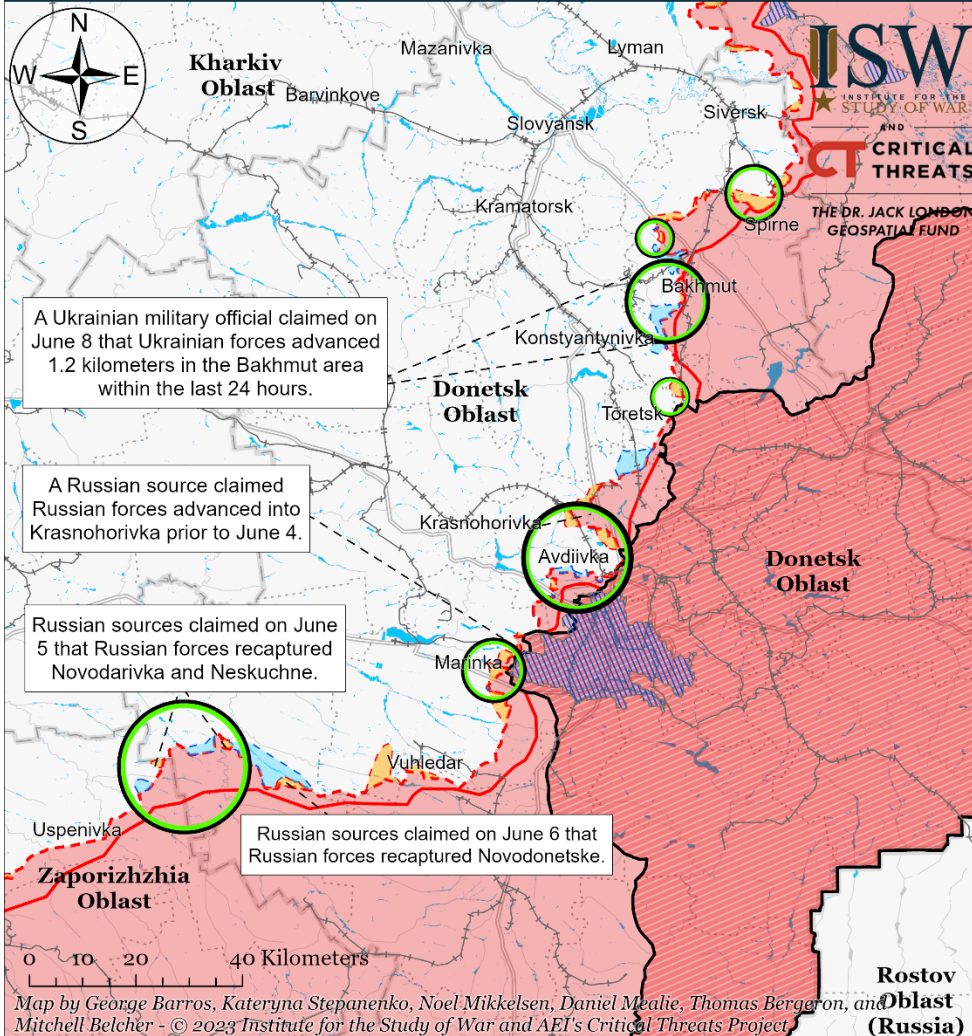 N
W
E
S
Kharkiv
Oblast
Mazanivka
Lyman
Barvinkove
Slovyansk
Siversk
ISW
INSTITUTE FOR THE
STUDY OF WAR
AND
CT CRITICAL
THREATS
THE DR. JACK LONDON
GEOSPATIAL FUND
Kramatorsk
Spirne
Bakhmut
A Ukrainian military official claimed on
June 8 that Ukrainian forces advanced
1.2 kilometers in the Bakhmut area
within the last 24 hours.
Konstyantynivka
Donetsk
Oblast
Toretsk
A Russian source claimed
Russian forces advanced into
Krasnohorivka prior to June 4.
Krasnohorivka
Avdiivka
Donetsk
Oblast
Russian sources claimed on June
5 that Russian forces recaptured
Novodarivka and Neskuchne.
Marinka
Vuhledar
Uspenivka
Russian sources claimed on June 6 that
Russian forces recaptured Novodonetske.
Zaporizhzhia
Oblast
0 10 20 40 Kilometers
Rostov
Oblast
(Russia)
Map by George Barros, Kateryna Stepanenko, Noel Mikkelsen, Daniel Mealie, Thomas Bergeron, and
Mitchell Belcher - © 2023 Institute for the Study of War and AEI's Critical Threats Project